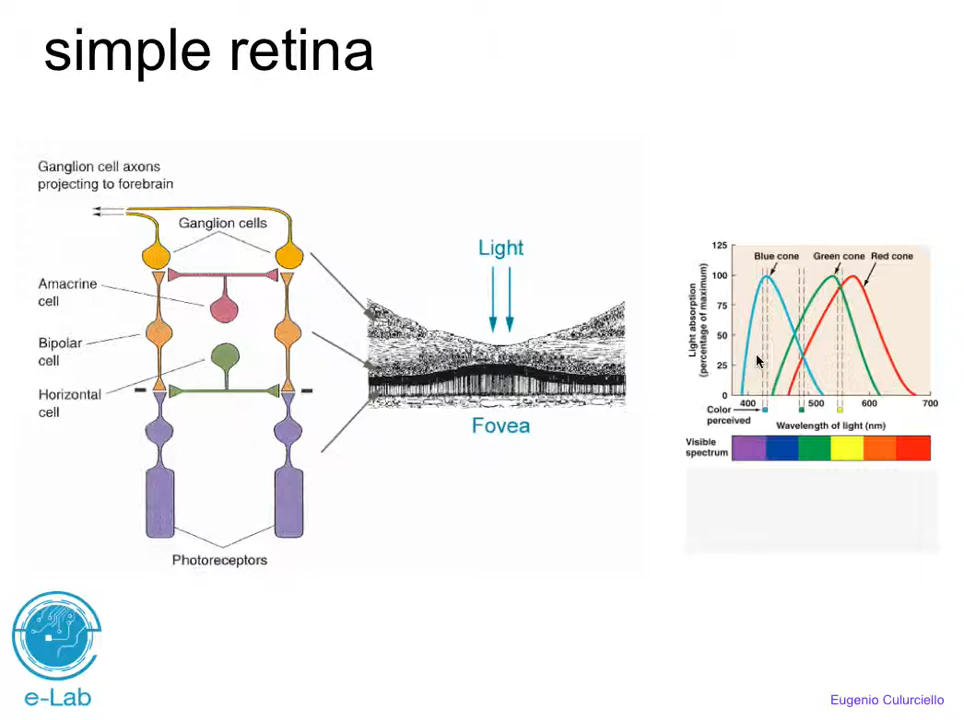 simple retina
Ganglion cell axons
projecting to forebrain
Ganglion cells
Amacrine
cell
Bipolar
cell
Horizontal
cell
Photoreceptors
Light
Fovea
Blue cone
Green cone
Red cone
Light absorption
(percentage of maximum)
125
100
75
50
25
0
400
500
600
700
Color
perceived
Wavelength of light (nm)
Visible
spectrum
e-Lab
Eugenio Culurciello